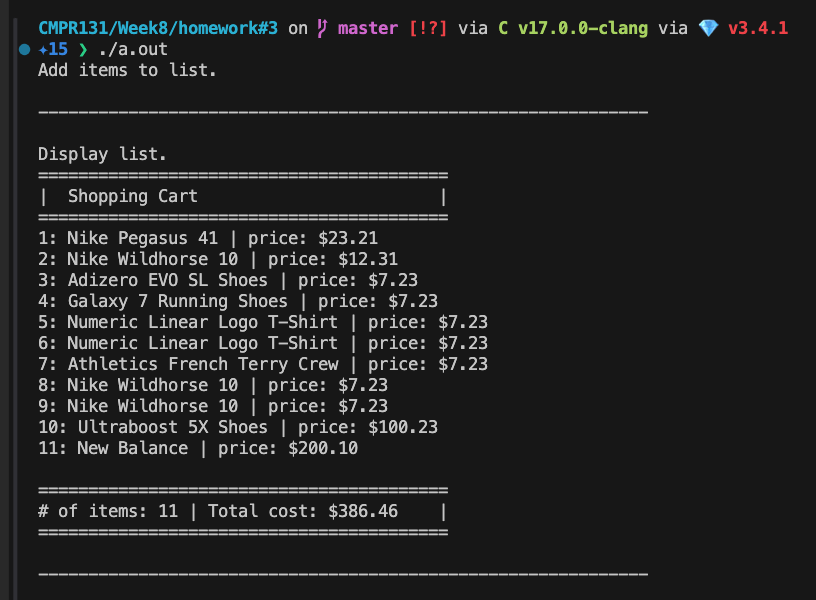 CMPR131/Week8/homework#3 on master [!?] via C v17.0.0-clang via 💎 v3.4.1
✦15 ❯ ./a.out
Add items to list.
_____________________________________________________________
Display list.
=========================================
|  Shopping Cart                        |
=========================================
1: Nike Pegasus 41 | price: $23.21
2: Nike Wildhorse 10 | price: $12.31
3: Adizero EVO SL Shoes | price: $7.23
4: Galaxy 7 Running Shoes | price: $7.23
5: Numeric Linear Logo T-Shirt | price: $7.23
6: Numeric Linear Logo T-Shirt | price: $7.23
7: Athletics French Terry Crew | price: $7.23
8: Nike Wildhorse 10 | price: $7.23
9: Nike Wildhorse 10 | price: $7.23
10: Ultraboost 5X Shoes | price: $100.23
11: New Balance | price: $200.10
=========================================
# of items: 11 | Total cost: $386.46    |
=========================================
_____________________________________________________________